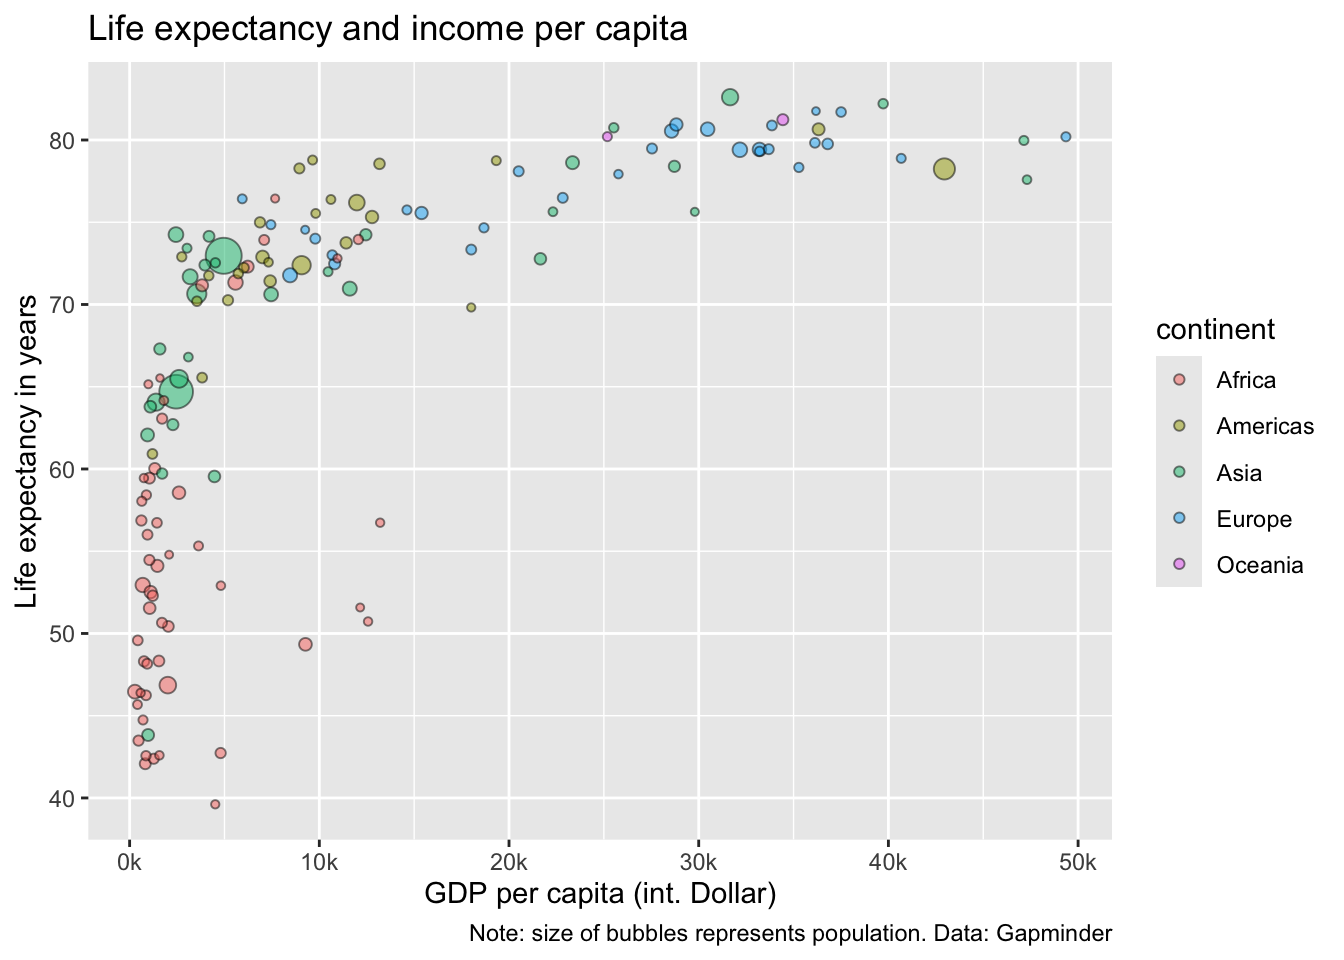 Life expectancy and income per capita
Life expectancy in years
80
70
60
50
40
0k 10k 20k 30k 40k 50k
GDP per capita (int. Dollar)
continent
Africa
Americas
Asia
Europe
Oceania
Note: size of bubbles represents population. Data: Gapminder